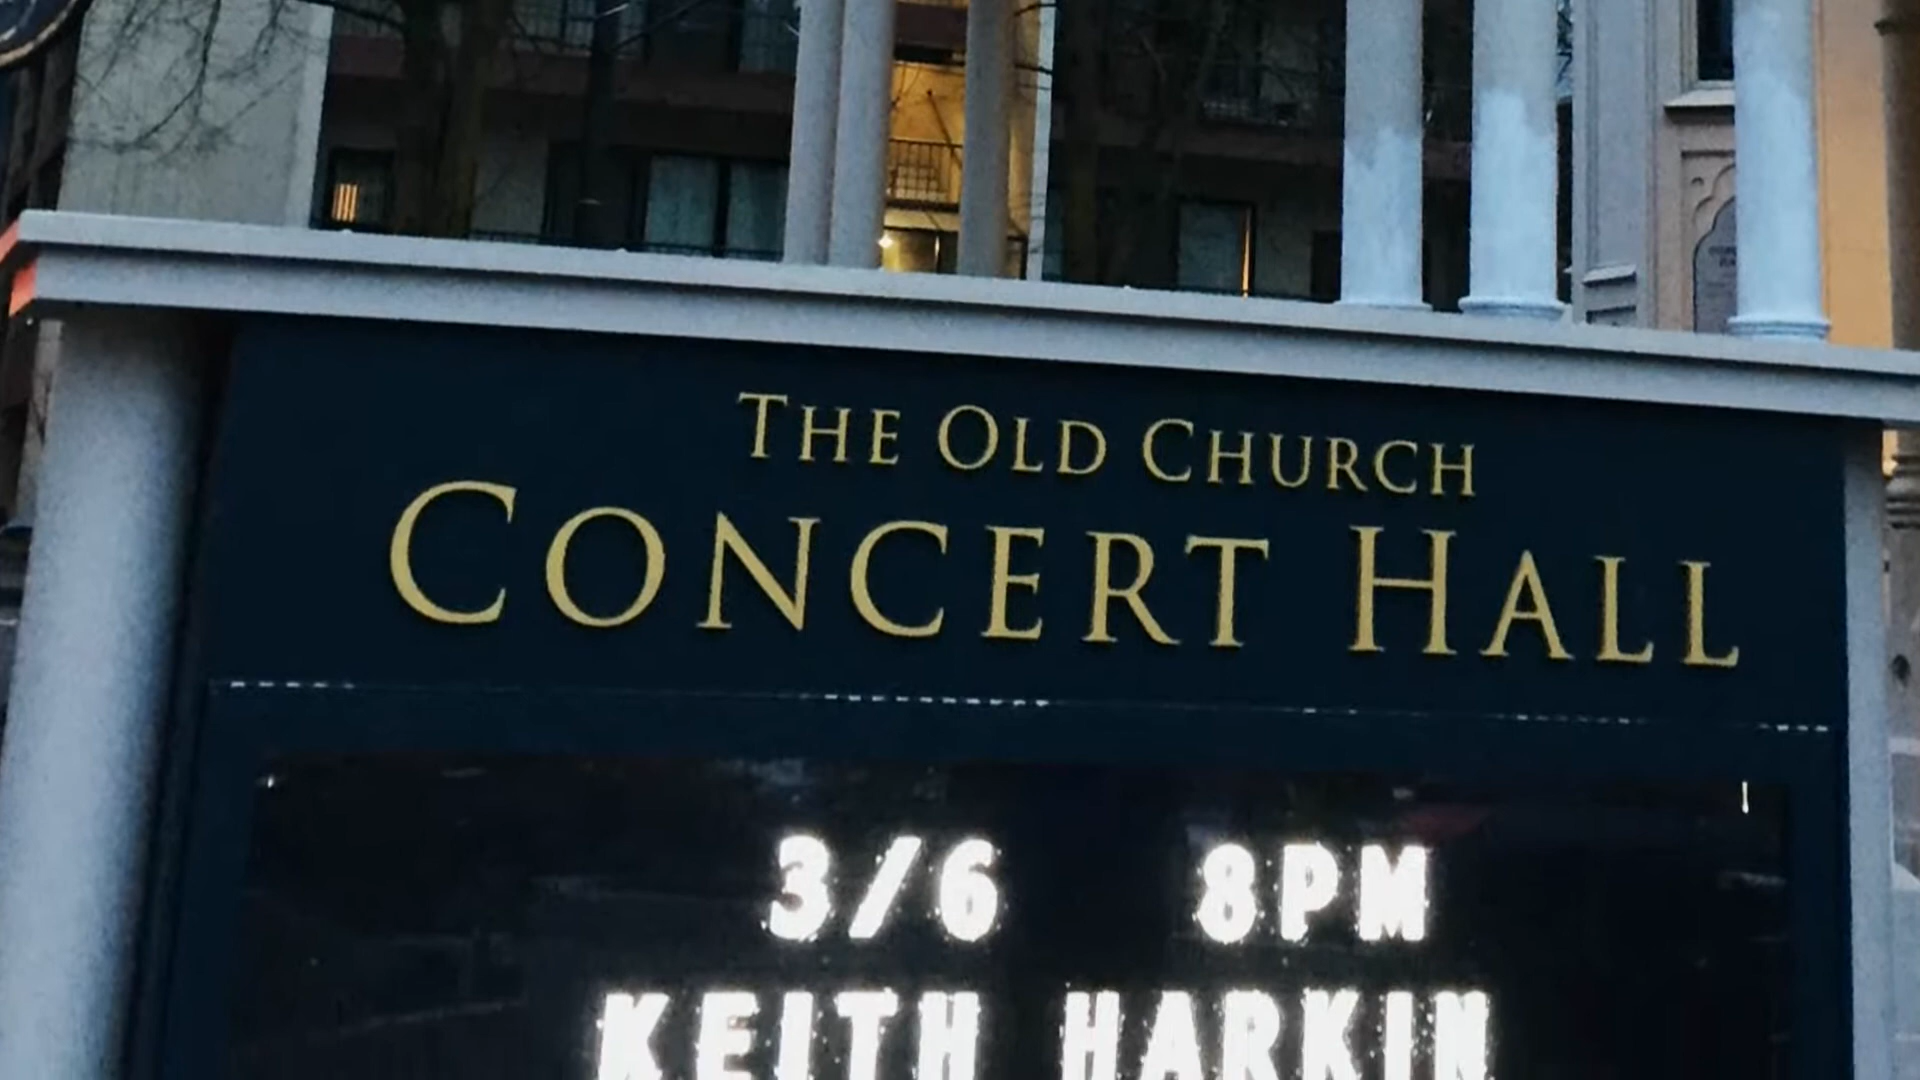 THE OLD CHURCH
CONCERT HALL
3/6 8PM
KEITH HARKIN